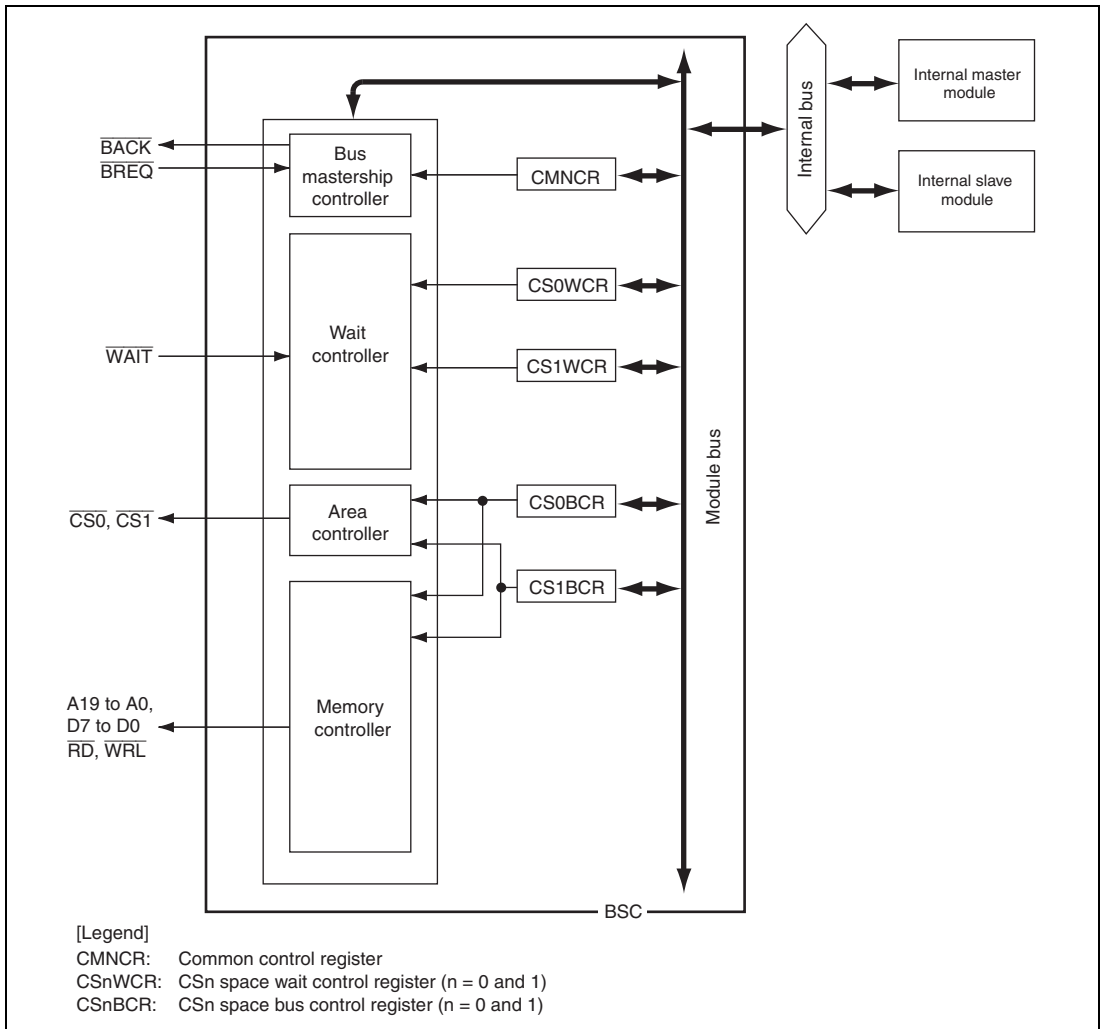 BACK
BREQ
Bus
mastership
controller
CMNCR
Internal bus
Internal master
module
Internal slave
module
CS0WCR
WAIT
Wait
controller
CS1WCR
Module bus
CS0, CS1
Area
controller
CS0BCR
CS1BCR
A19 to A0,
D7 to D0
RD, WRL
Memory
controller
BSC
[Legend]
CMNCR: Common control register
CSnWCR: CSn space wait control register (n = 0 and 1)
CSnBCR: CSn space bus control register (n = 0 and 1)